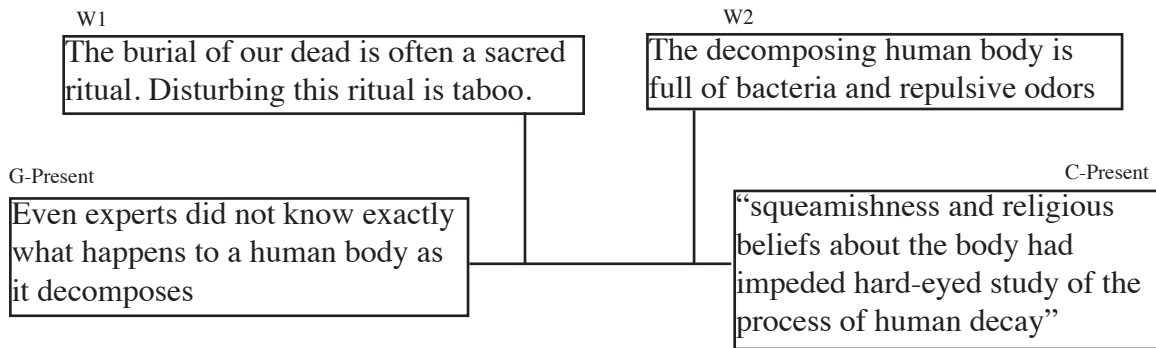 W1
The burial of our dead is often a sacred
ritual. Disturbing this ritual is taboo.
W2
The decomposing human body is
full of bacteria and repulsive odors
G-Present
Even experts did not know exactly
what happens to a human body as
it decomposes
C-Present
“squeamishness and religious
beliefs about the body had
impeded hard-eyed study of the
process of human decay”